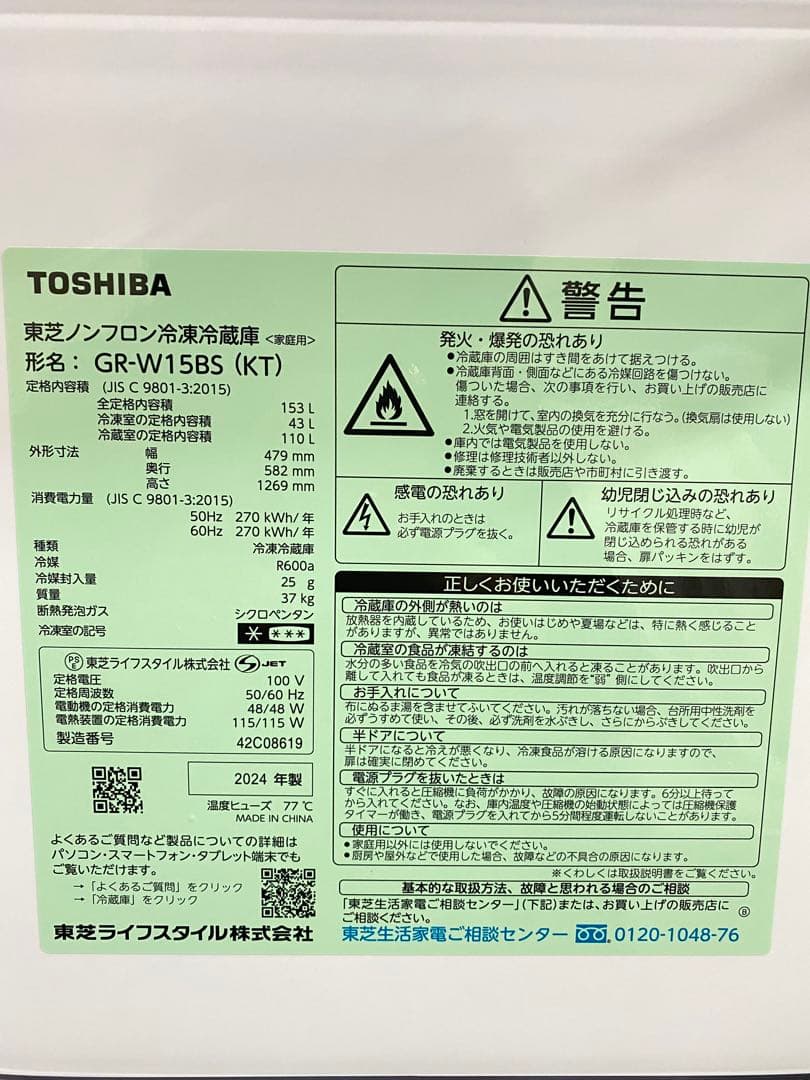 TOSHIBA
東芝ノンフロン冷凍冷蔵庫 <家庭用>
形名： GR-W15BS (KT)
定格内容積 (JIS C 9801-3:2015)
全定格内容積 153 L
冷凍室の定格内容積 43 L
冷蔵室の定格内容積 110 L
外形寸法 幅 479 mm
奥行 582 mm
高さ 1269 mm
消費電力量 (JIS C 9801-3:2015)
50Hz 270 kWh/年
60Hz 270 kWh/年
種類 冷凍冷蔵庫
冷媒 R600a
冷媒封入量 25 g
質量 37 kg
断熱発泡ガス シクロペンタン
冷凍室の記号 * ***
PS E 東芝ライフスタイル株式会社 JET
定格電圧 100 V
定格周波数 50/60 Hz
電動機の定格消費電力 48/48 W
電熱装置の定格消費電力 115/115 W
製造番号 42C08619
2024 年製
温度ヒューズ 77℃
MADE IN CHINA
よくあるご質問など製品についての詳細は
パソコン・スマートフォン・タブレット端末でも
ご覧いただけます。
→「よくあるご質問」をクリック
→「冷蔵庫」をクリック
東芝ライフスタイル株式会社
警告
発火・爆発の恐れあり
●冷蔵庫の周囲はすき間をあけて据えつける。
●冷蔵庫背面・側面などにある冷媒回路を傷つけない。
傷ついた場合、次の事項を行い、お買い上げの販売店に
連絡する。
1.窓を開けて、室内の換気を充分に行なう。(換気扇は使用しない)
2.火気や電気製品の使用を避ける。
●庫内では電気製品を使用しない。
●修理は修理技術者以外しない。
●廃棄するときは販売店や市町村に引き渡す。
感電の恐れあり
お手入れのときは
必ず電源プラグを抜く。
幼児閉じ込みの恐れあり
リサイクル処理時など、
冷蔵庫を保管する時に幼児が
閉じ込められる恐れがある
場合、扉パッキンをはずす。
正しくお使いいただくために
冷蔵庫の外側が熱いのは
放熱器を内蔵しているため、お使いはじめや夏場などは、特に熱く感じること
がありますが、異常ではありません。
冷蔵室の食品が凍結するのは
水分の多い食品を冷気の吹出口の前へ入れると凍ることがあります。吹出口から
離して入れても食品が凍るときは、温度調節を“弱”側にしてください。
お手入れについて
布にぬるま湯を含ませてふいてください。汚れが落ちない場合、台所用中性洗剤を
必ずうすめて使い、その後、必ず洗剤を水ぶきし、さらにからぶきしてください。
半ドアについて
半ドアになると冷えが悪くなり、冷凍食品が溶ける原因になりますので、
扉は確実に閉めてください。
電源プラグを抜いたときは
すぐに入れると圧縮機に負荷がかかり、故障の原因になります。6分以上待って
から入れてください。なお、庫内温度や圧縮機の始動状態によっては圧縮機保護
タイマーが働き、電源プラグを入れてから5分間程度運転しないことがあります。
使用について
●家庭用以外には使用しないでください。
●厨房や屋外などで使用した場合、故障などの不具合の原因になります。
※くわしくは取扱説明書をご覧ください。
基本的な取扱方法、故障と思われる場合のご相談
「東芝生活家電ご相談センター」(下記)または、お買い上げの販売店に
ご相談ください。 Ⓑ
東芝生活家電ご相談センター 0120-1048-76